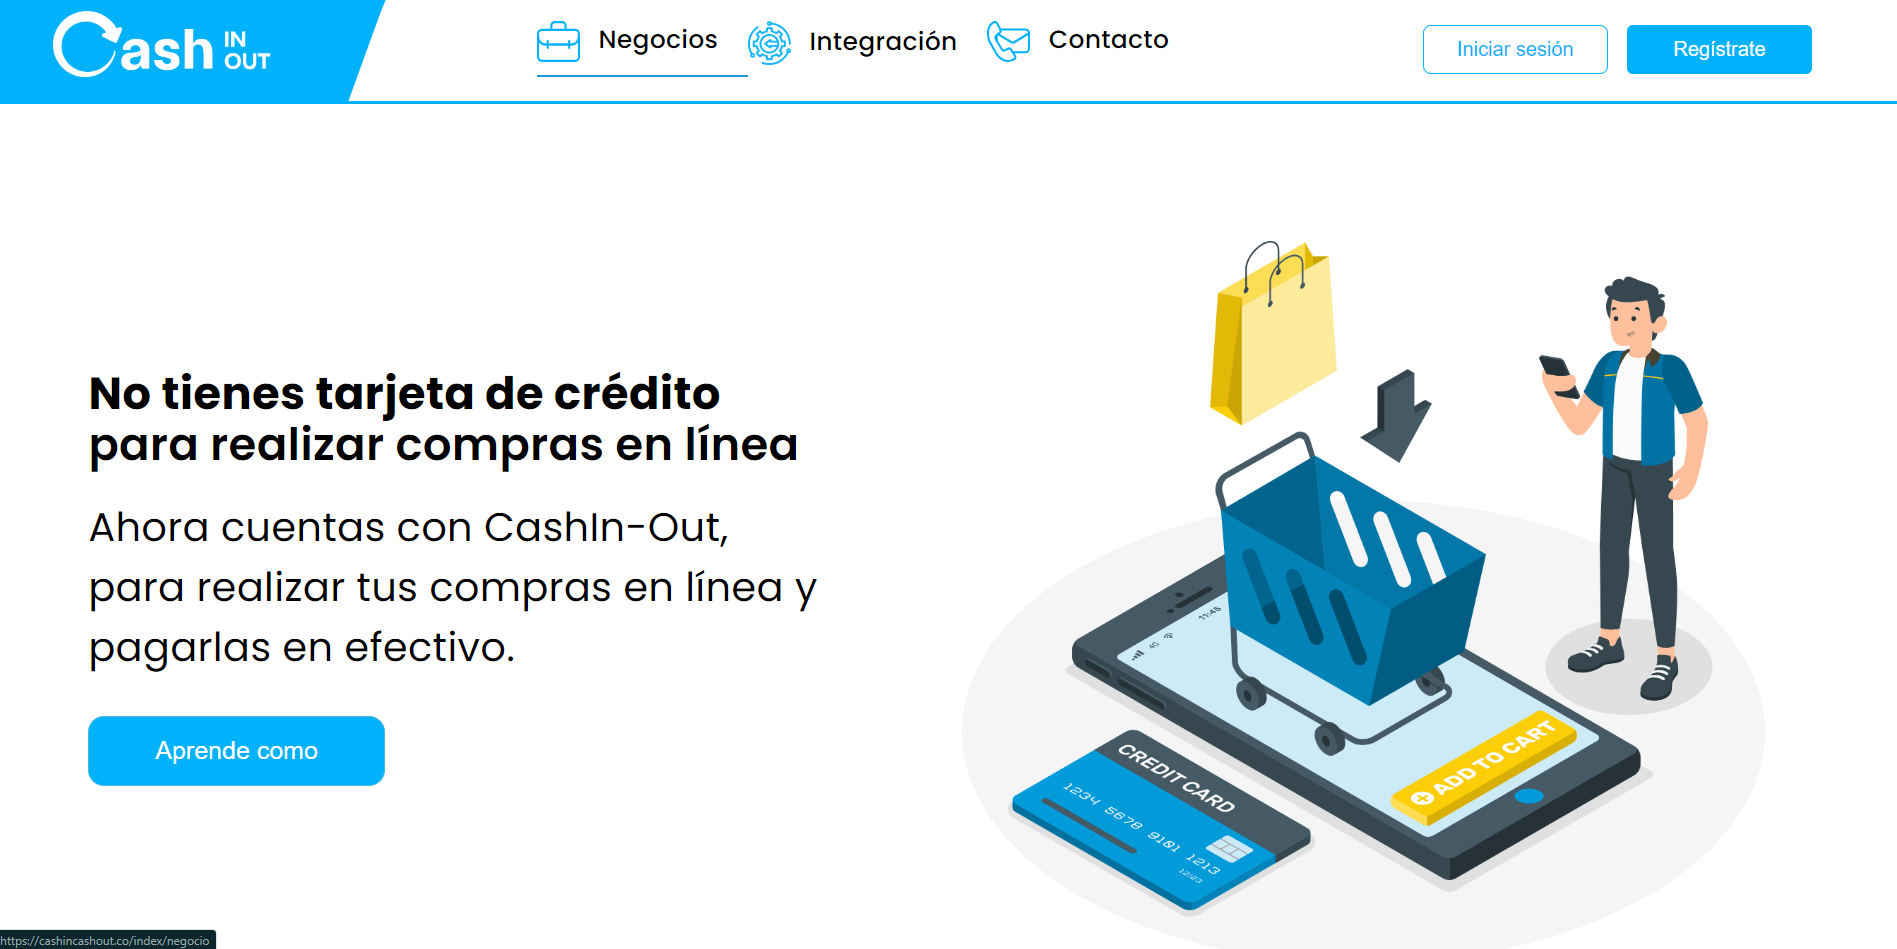 Cash IN OUT
Negocios
Integración
Contacto
Iniciar sesión
Regístrate
No tienes tarjeta de crédito
para realizar compras en línea
Ahora cuentas con CashIn-Out,
para realizar tus compras en línea y
pagarlas en efectivo.
Aprende como
11:45
4G
ADD TO CART
CREDIT CARD
1234 5678 9101 1213
12/83
https://cashincashout.co/index/negocio